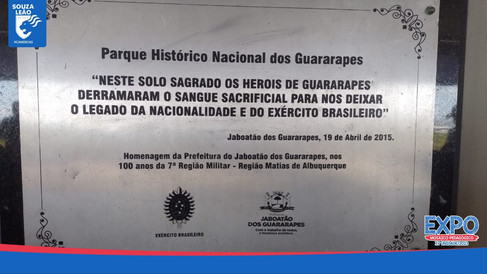 SOUZA
LEÃO
Parque Histórico Nacional dos Guararapes
“NESTE SOLO SAGRADO OS HEROIS DE GUARARAPES
DERRAMARAM O SANGUE SACRIFICIAL PARA NOS DEIXAR
O LEGADO DA NACIONALIDADE E DO EXÉRCITO BRASILEIRO”
Jaboatão dos Guararapes, 19 de Abril de 2015.
Homenagem da Prefeitura do Jaboatão dos Guararapes, nos
100 anos da 7ª Região Militar - Região Matias de Albuquerque
EXÉRCITO BRASILEIRO
JABOATÃO
DOS GUARARAPES
EXPO
MOSAICO PEDAGÓGICO